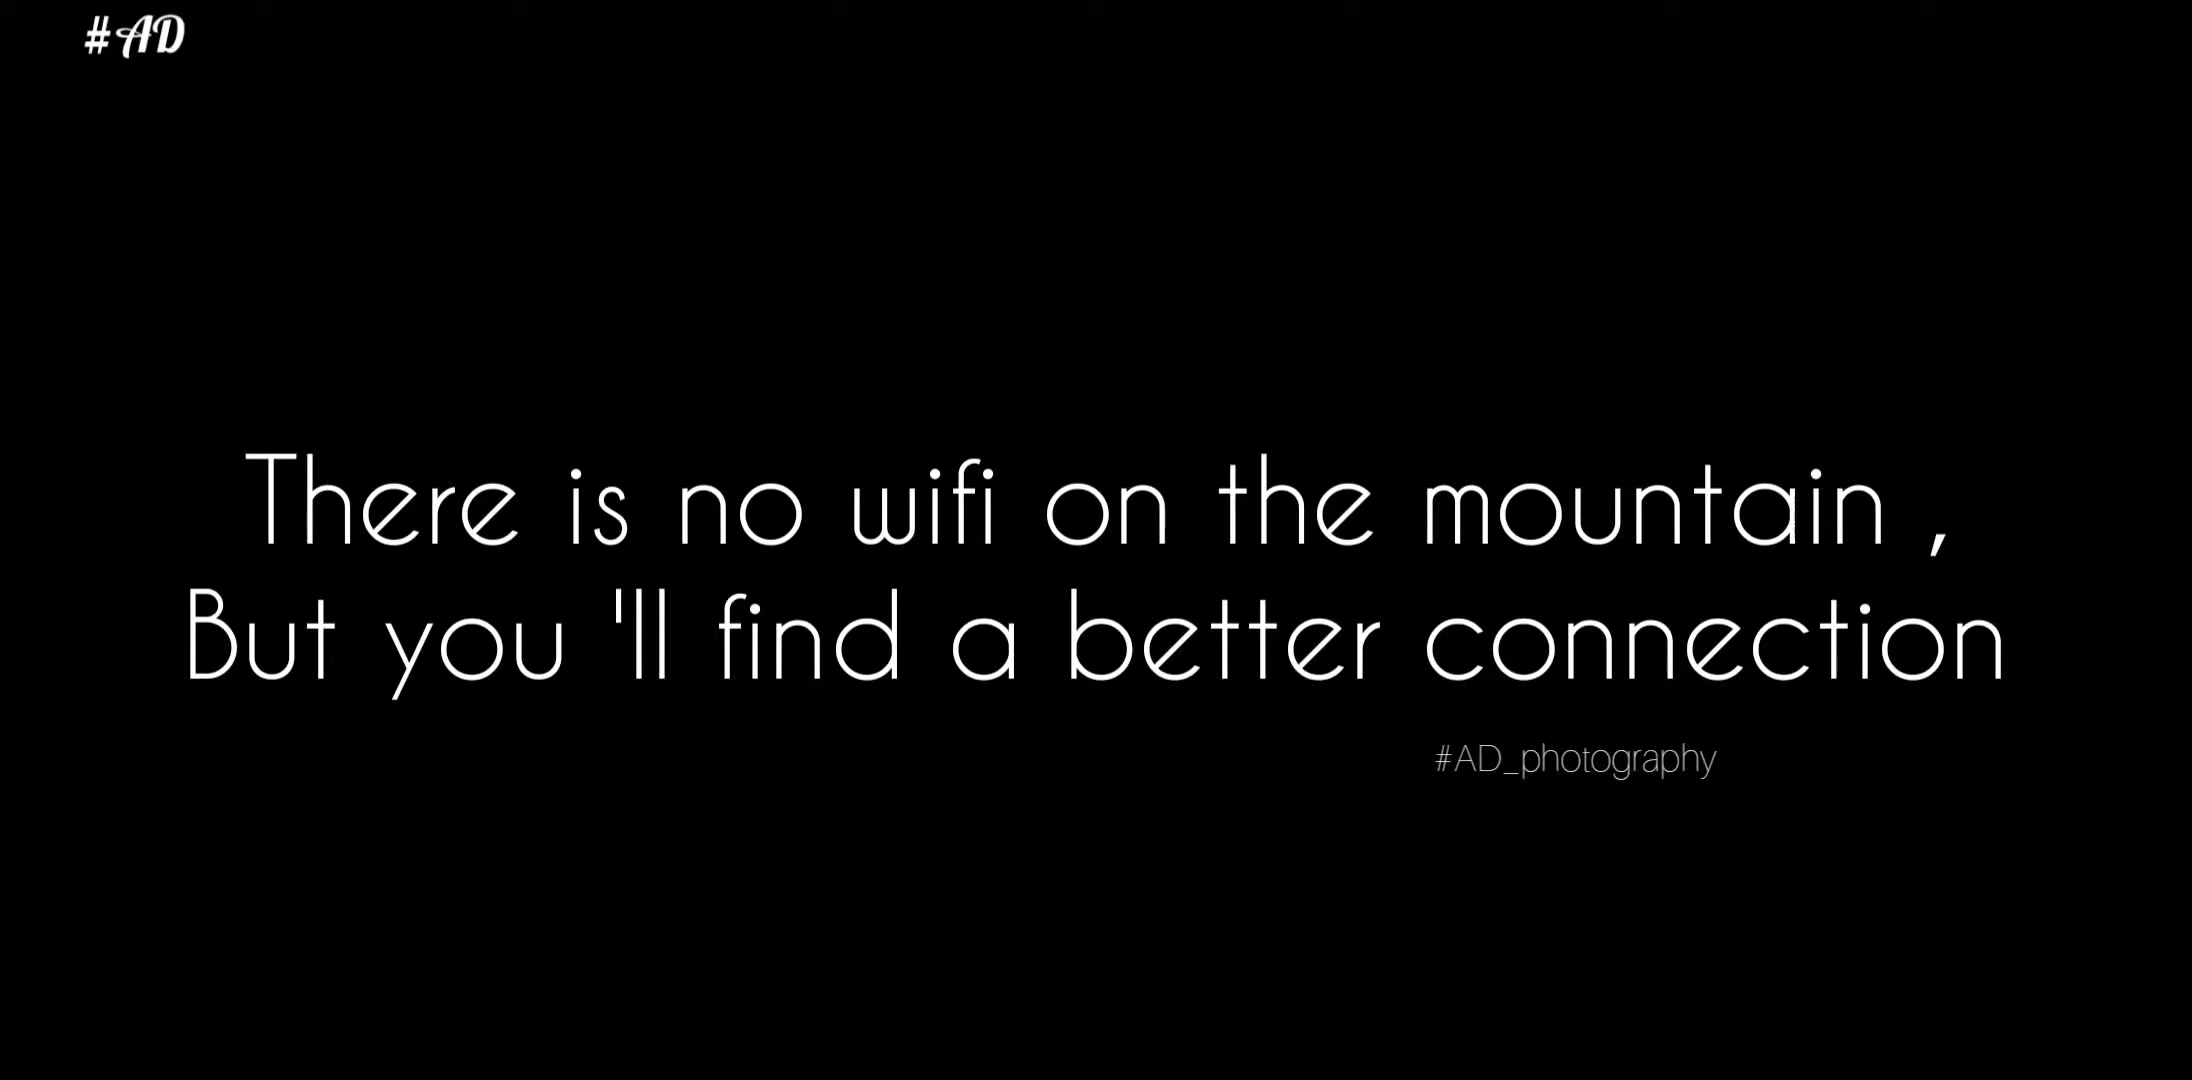 #AD
There is no wifi on the mountain ,
But you 'll find a better connection
#AD_photography